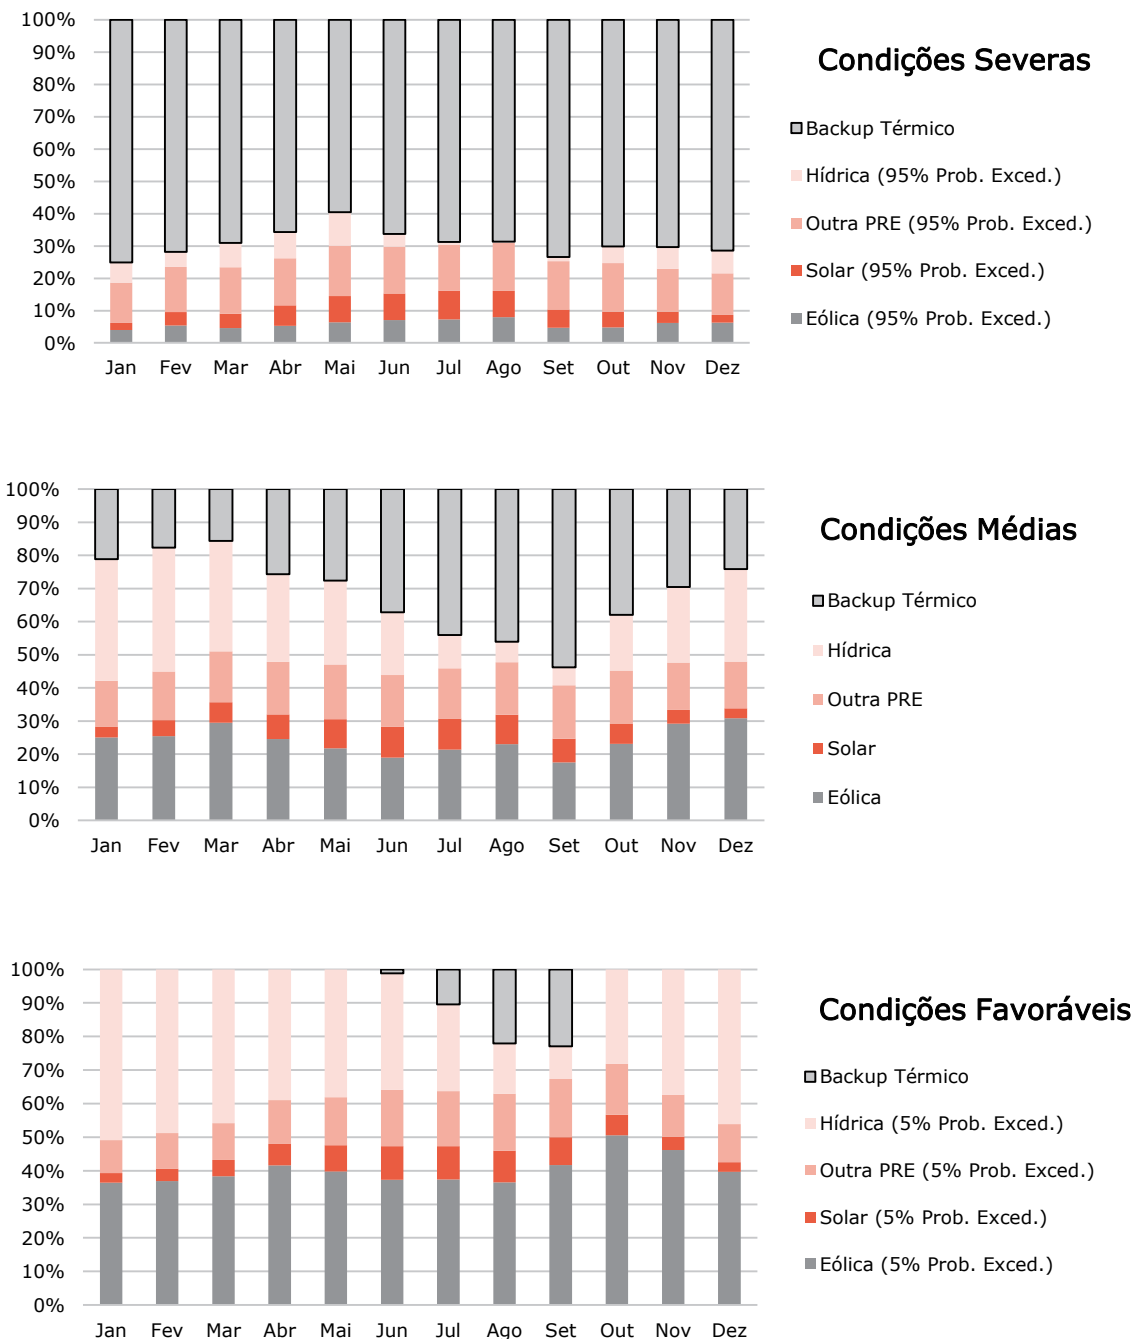 100%
90%
80%
70%
60%
50%
40%
30%
20%
10%
0%
Jan Fev Mar Abr Mai Jun Jul Ago Set Out Nov Dez
Condições Severas
Backup Térmico
Hídrica (95% Prob. Exced.)
Outra PRE (95% Prob. Exced.)
Solar (95% Prob. Exced.)
Eólica (95% Prob. Exced.)
100%
90%
80%
70%
60%
50%
40%
30%
20%
10%
0%
Jan Fev Mar Abr Mai Jun Jul Ago Set Out Nov Dez
Condições Médias
Backup Térmico
Hídrica
Outra PRE
Solar
Eólica
100%
90%
80%
70%
60%
50%
40%
30%
20%
10%
0%
Jan Fev Mar Abr Mai Jun Jul Ago Set Out Nov Dez
Condições Favoráveis
Backup Térmico
Hídrica (5% Prob. Exced.)
Outra PRE (5% Prob. Exced.)
Solar (5% Prob. Exced.)
Eólica (5% Prob. Exced.)